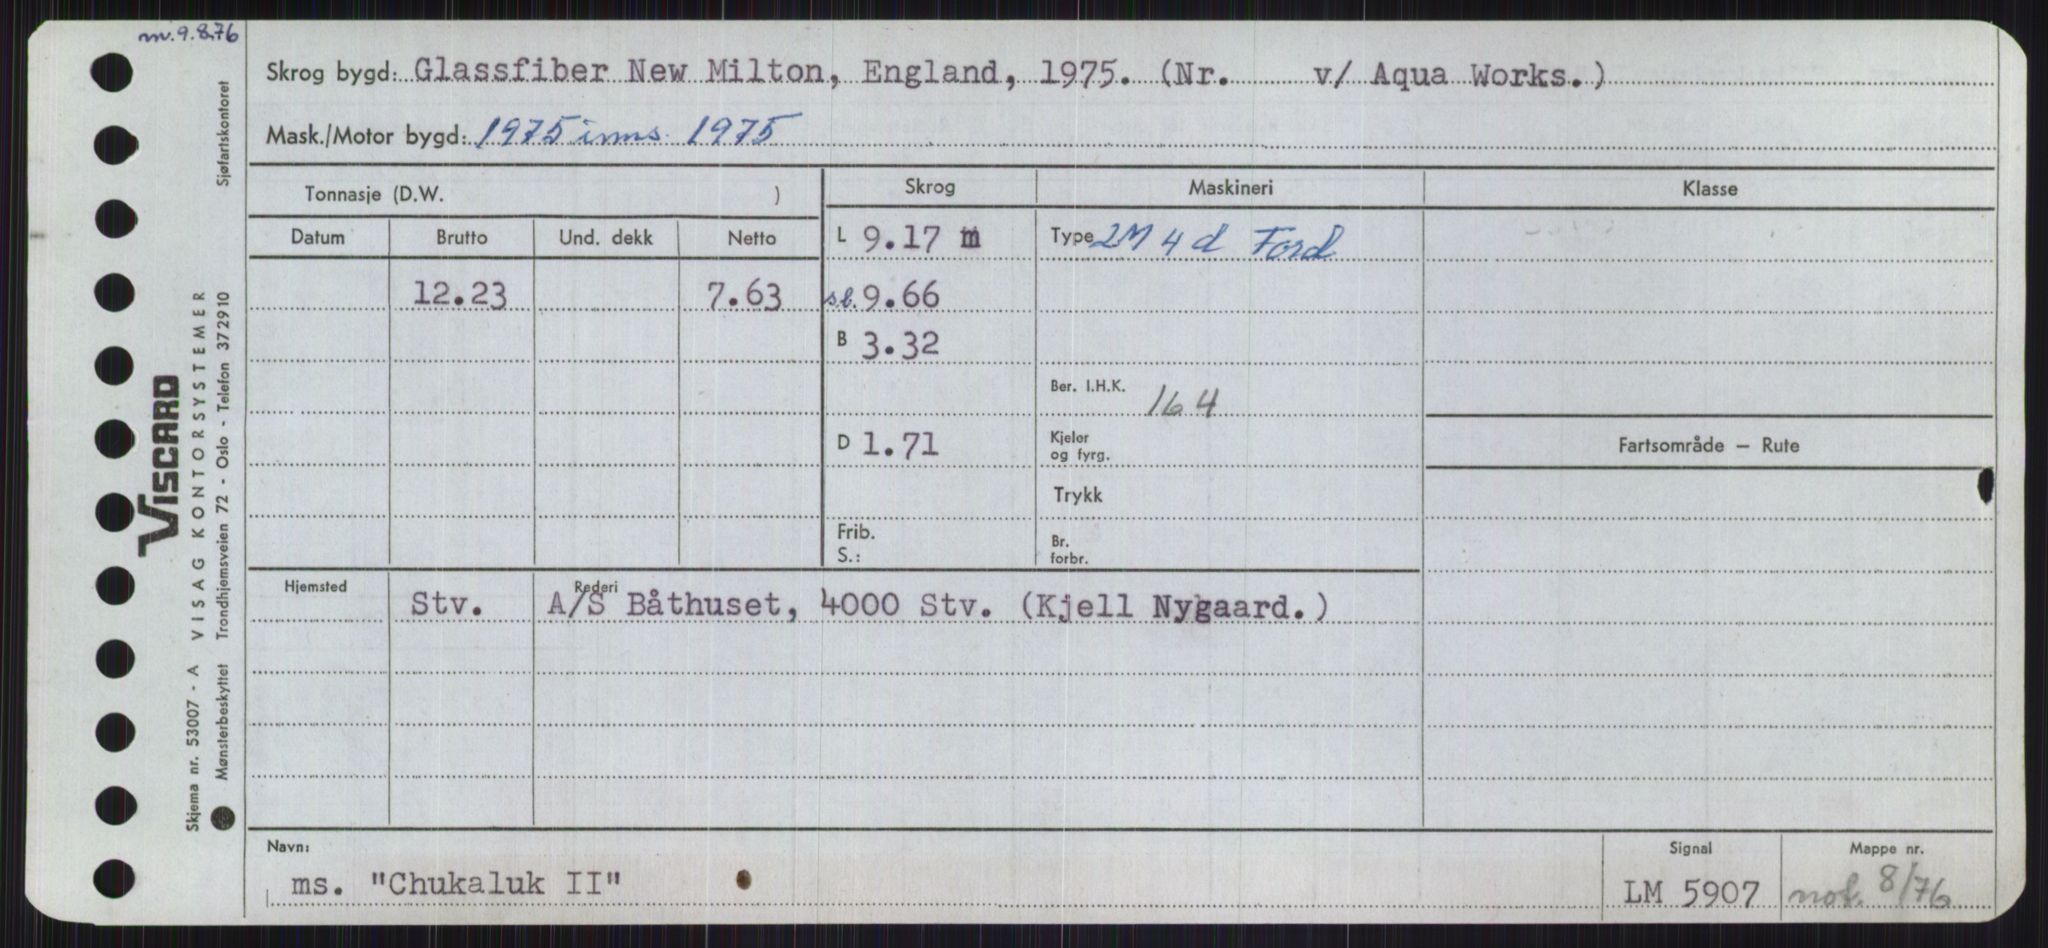 m. 9.8.76
Skrog bygd: Glassfiber New Milton, England, 1975. (Nr. v/ Aqua Works.)
Mask./Motor bygd: 1975 inns. 1975
Tonnasje (D.W. )
Skrog
Maskineri
Klasse
Datum Brutto Und. dekk Netto
12.23 7.63
L 9.17 m
s.l. 9.66
B 3.32
D 1.71
Frib.
S.:
Type 2M 4 d Ford
Ber. I.H.K. 164
Kjeler
og fyrg.
Trykk
Br.
forbr.
Fartsområde — Rute
Hjemsted
Rederi
Stv. A/S Båthuset, 4000 Stv. (Kjell Nygaard.)
Navn:
ms. "Chukaluk II"
Signal
LM 5907
Mappe nr.
not. 8/76
Sjøfartskontoret
VISCARD
VISAG KONTORSYSTEMER
Trondhjemsveien 72 - Oslo - Telefon 372910
Skjema nr. 53007 - A
Mønsterbeskyttet